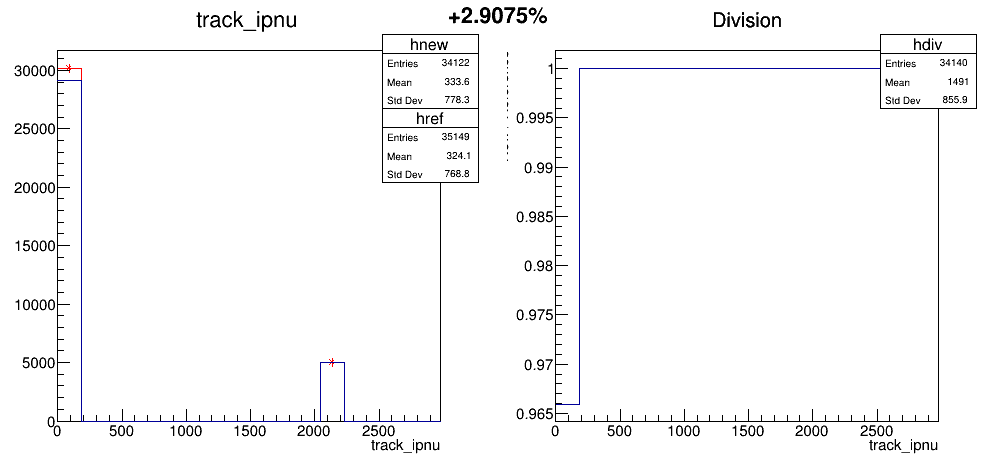 track_ipnu
+2.9075%
Division
hnew
Entries 34122
Mean 333.6
Std Dev 778.3
href
Entries 35149
Mean 324.1
Std Dev 768.8
30000
25000
20000
15000
10000
5000
0
0 500 1000 1500 2000 2500
track_ipnu
hdiv
Entries 34140
Mean 1491
Std Dev 855.9
1
0.995
0.99
0.985
0.98
0.975
0.97
0.965
0 500 1000 1500 2000 2500
track_ipnu